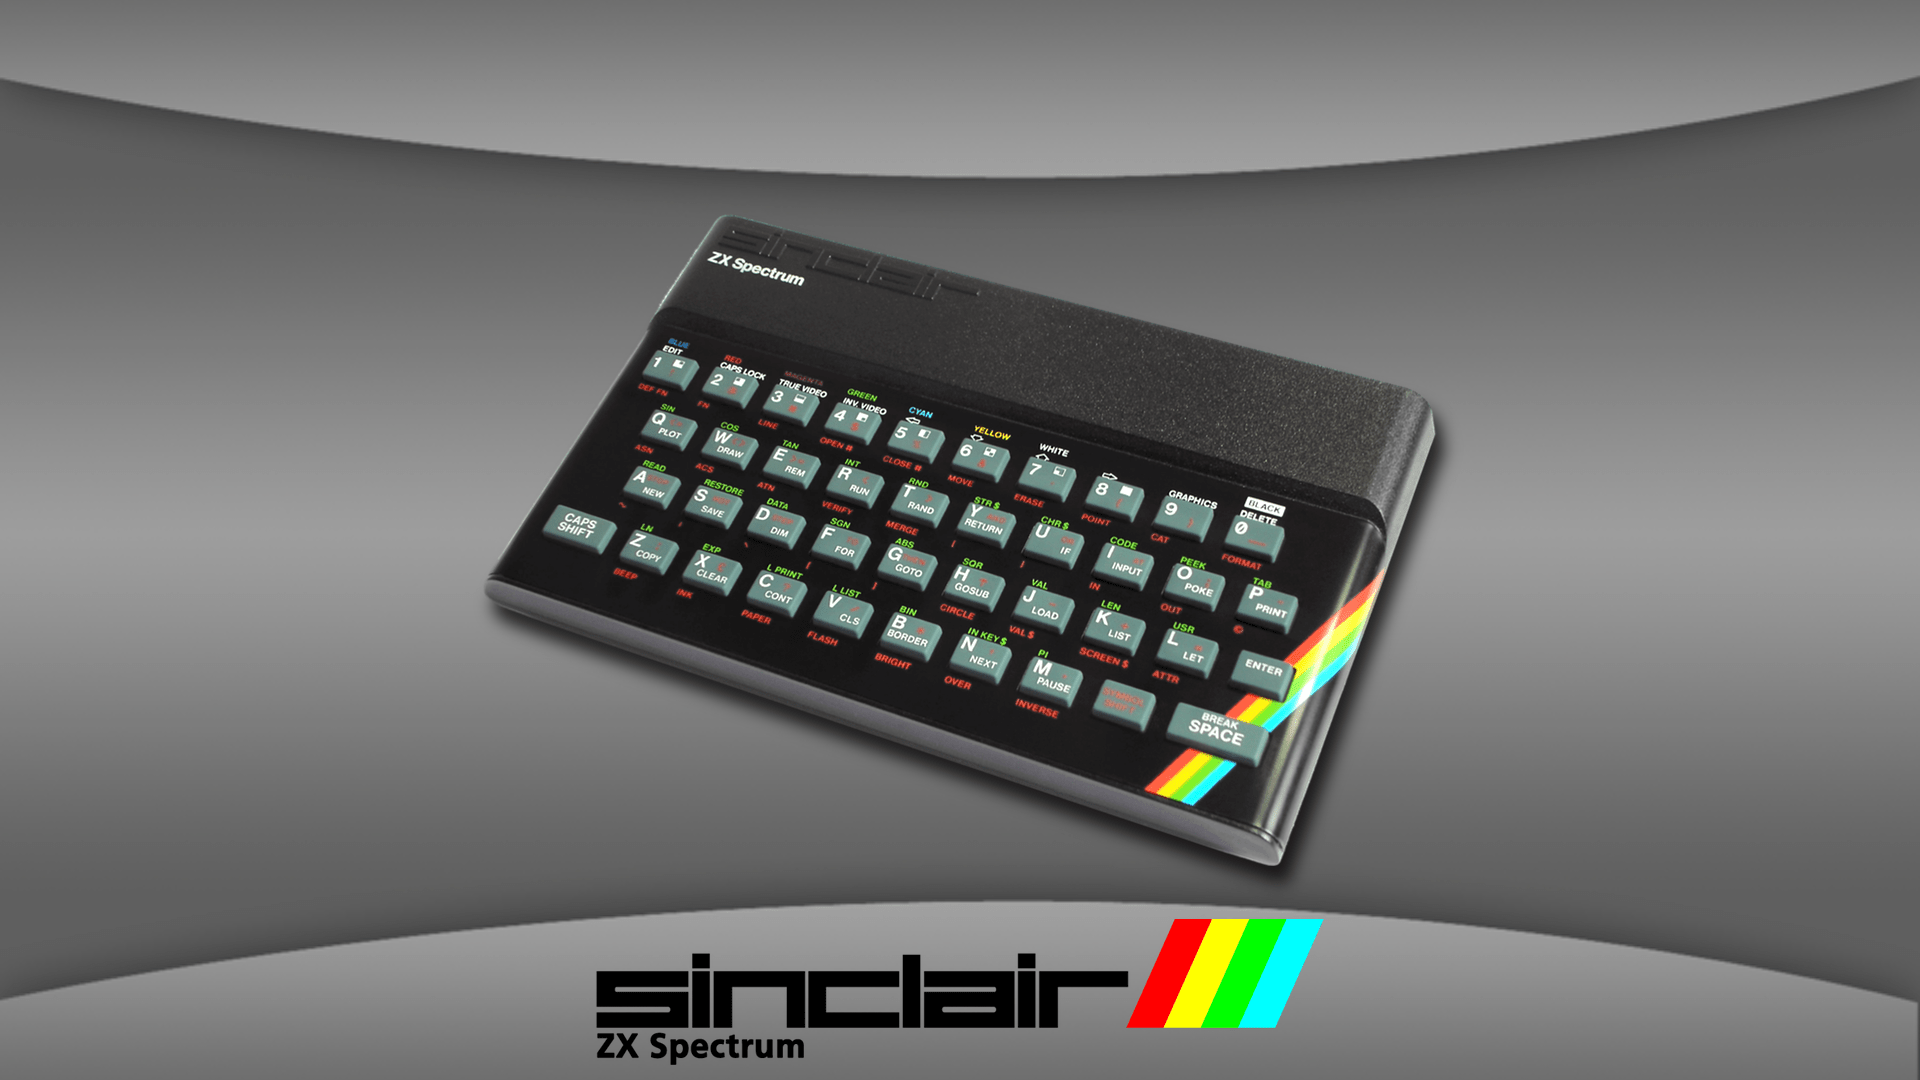 sinclair
ZX Spectrum
BLUE RED MAGENTA GREEN CYAN YELLOW WHITE BLACK
EDIT CAPS LOCK TRUE VIDEO INV. VIDEO GRAPHICS DELETE
1 2 3 4 5 6 7 8 9 0
DEF FN FN LINE OPEN # CLOSE # MOVE ERASE POINT CAT FORMAT
SIN COS TAN INT RND STR $ CHR $ CODE PEEK TAB
Q W E R T Y U I O P
PLOT DRAW REM RUN RAND RETURN IF INPUT POKE PRINT
ASN ACS ATN VERIFY MERGE [ ] IN OUT ©
READ RESTORE DATA SGN ABS SQR VAL LEN USR
A S D F G H J K L ENTER
NEW SAVE DIM FOR GOTO GOSUB LOAD LIST LET
~ | \ { } CIRCLE VAL $ SCREEN $ ATTR
LN EXP L PRINT L LIST BIN IN KEY $ PI
CAPS SHIFT Z X C V B N M SYMBOL SHIFT BREAK SPACE
COPY CLEAR CONT CLS BORDER NEXT PAUSE
BEEP INK PAPER FLASH BRIGHT OVER INVERSE
sinclair
ZX Spectrum